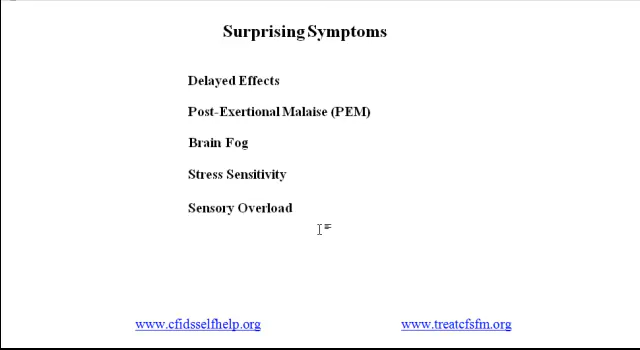 Surprising Symptoms
Delayed Effects
Post-Exertional Malaise (PEM)
Brain Fog
Stress Sensitivity
Sensory Overload
www.cfidsselfhelp.org www.treatcfsfm.org